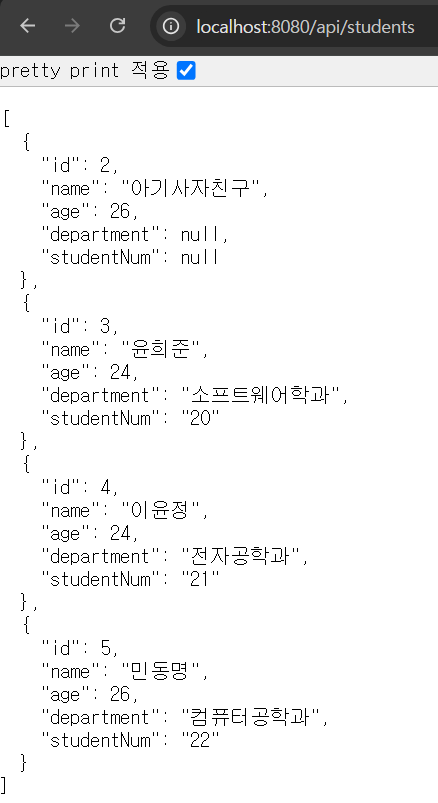 localhost:8080/api/students
pretty print 적용
[
  {
    "id": 2,
    "name": "아기사자친구",
    "age": 26,
    "department": null,
    "studentNum": null
  },
  {
    "id": 3,
    "name": "윤희준",
    "age": 24,
    "department": "소프트웨어학과",
    "studentNum": "20"
  },
  {
    "id": 4,
    "name": "이윤정",
    "age": 24,
    "department": "전자공학과",
    "studentNum": "21"
  },
  {
    "id": 5,
    "name": "민동명",
    "age": 26,
    "department": "컴퓨터공학과",
    "studentNum": "22"
  }
]